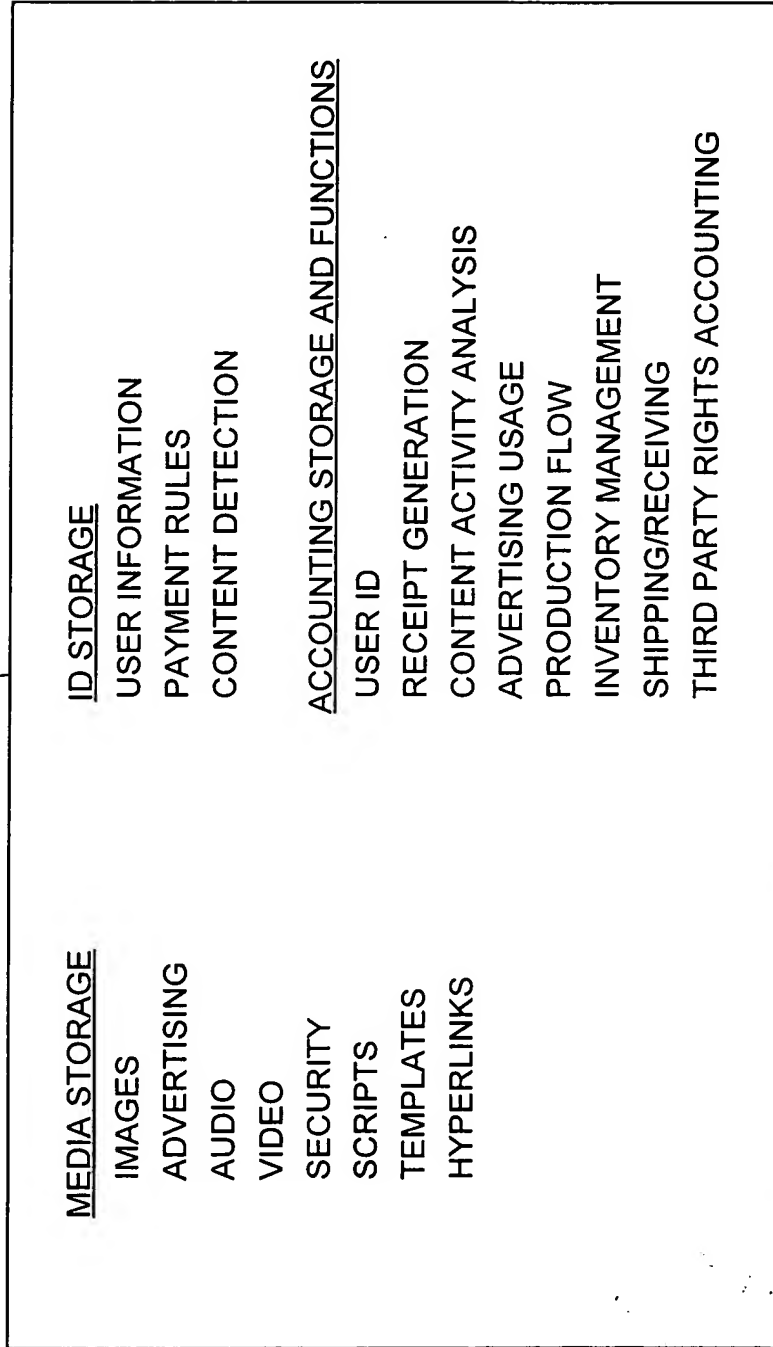 MEDIA STORAGE
IMAGES
ADVERTISING
AUDIO
VIDEO
SECURITY
SCRIPTS
TEMPLATES
HYPERLINKS
ID STORAGE
USER INFORMATION
PAYMENT RULES
CONTENT DETECTION
ACCOUNTING STORAGE AND FUNCTIONS
USER ID
RECEIPT GENERATION
CONTENT ACTIVITY ANALYSIS
ADVERTISING USAGE
PRODUCTION FLOW
INVENTORY MANAGEMENT
SHIPPING/RECEIVING
THIRD PARTY RIGHTS ACCOUNTING